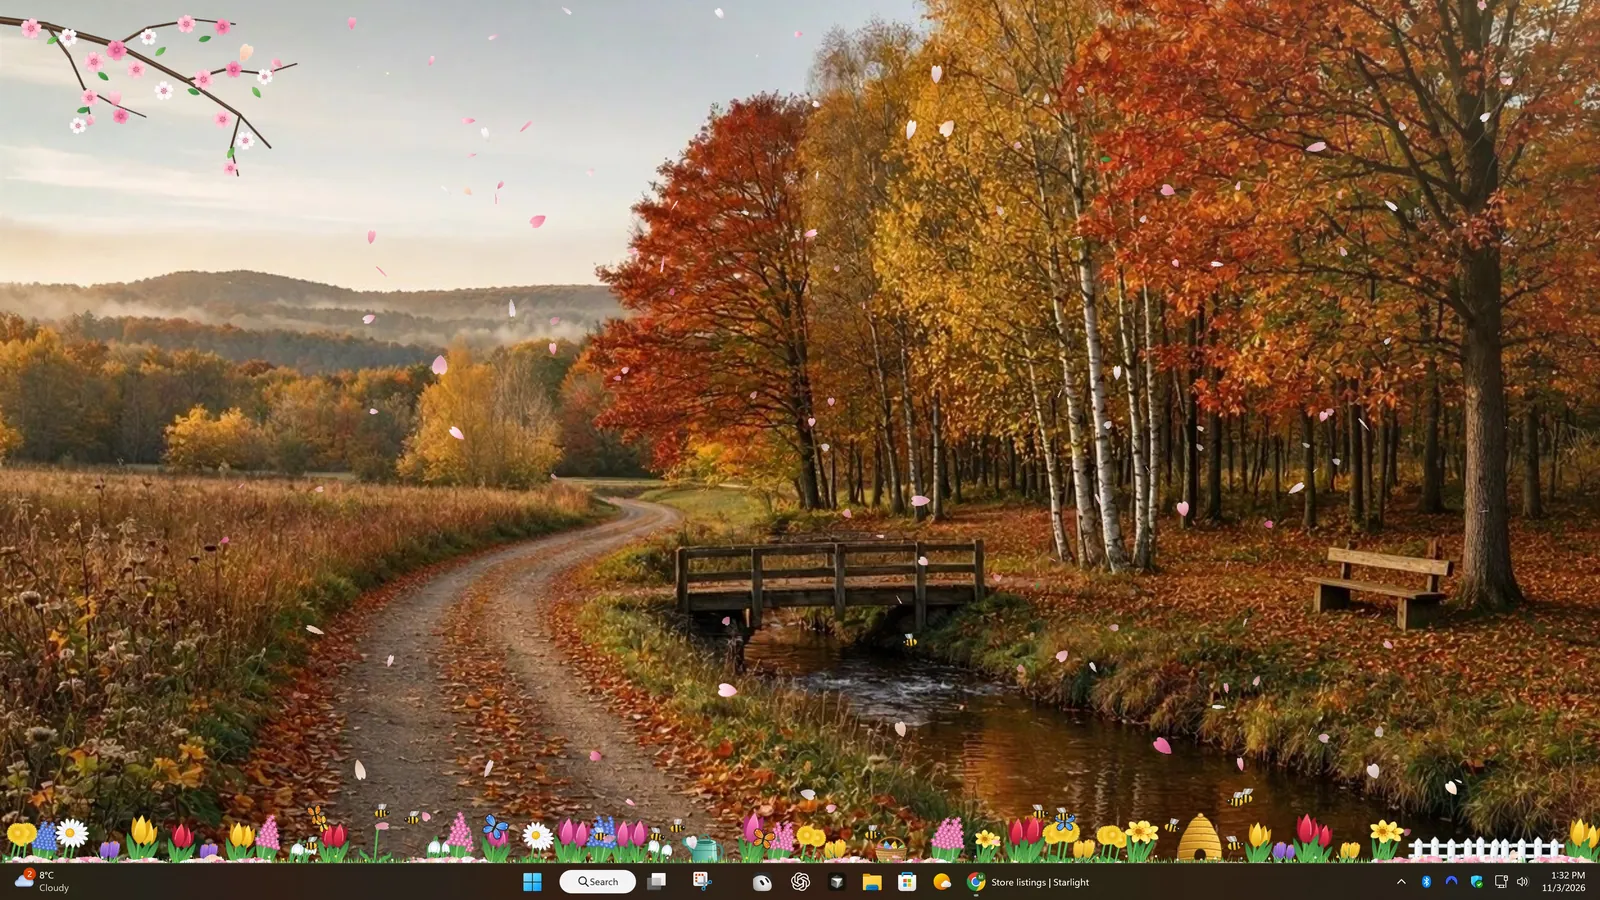 2
8°C
Cloudy
Search
Store listings | Starlight
1:32 PM
11/3/2026